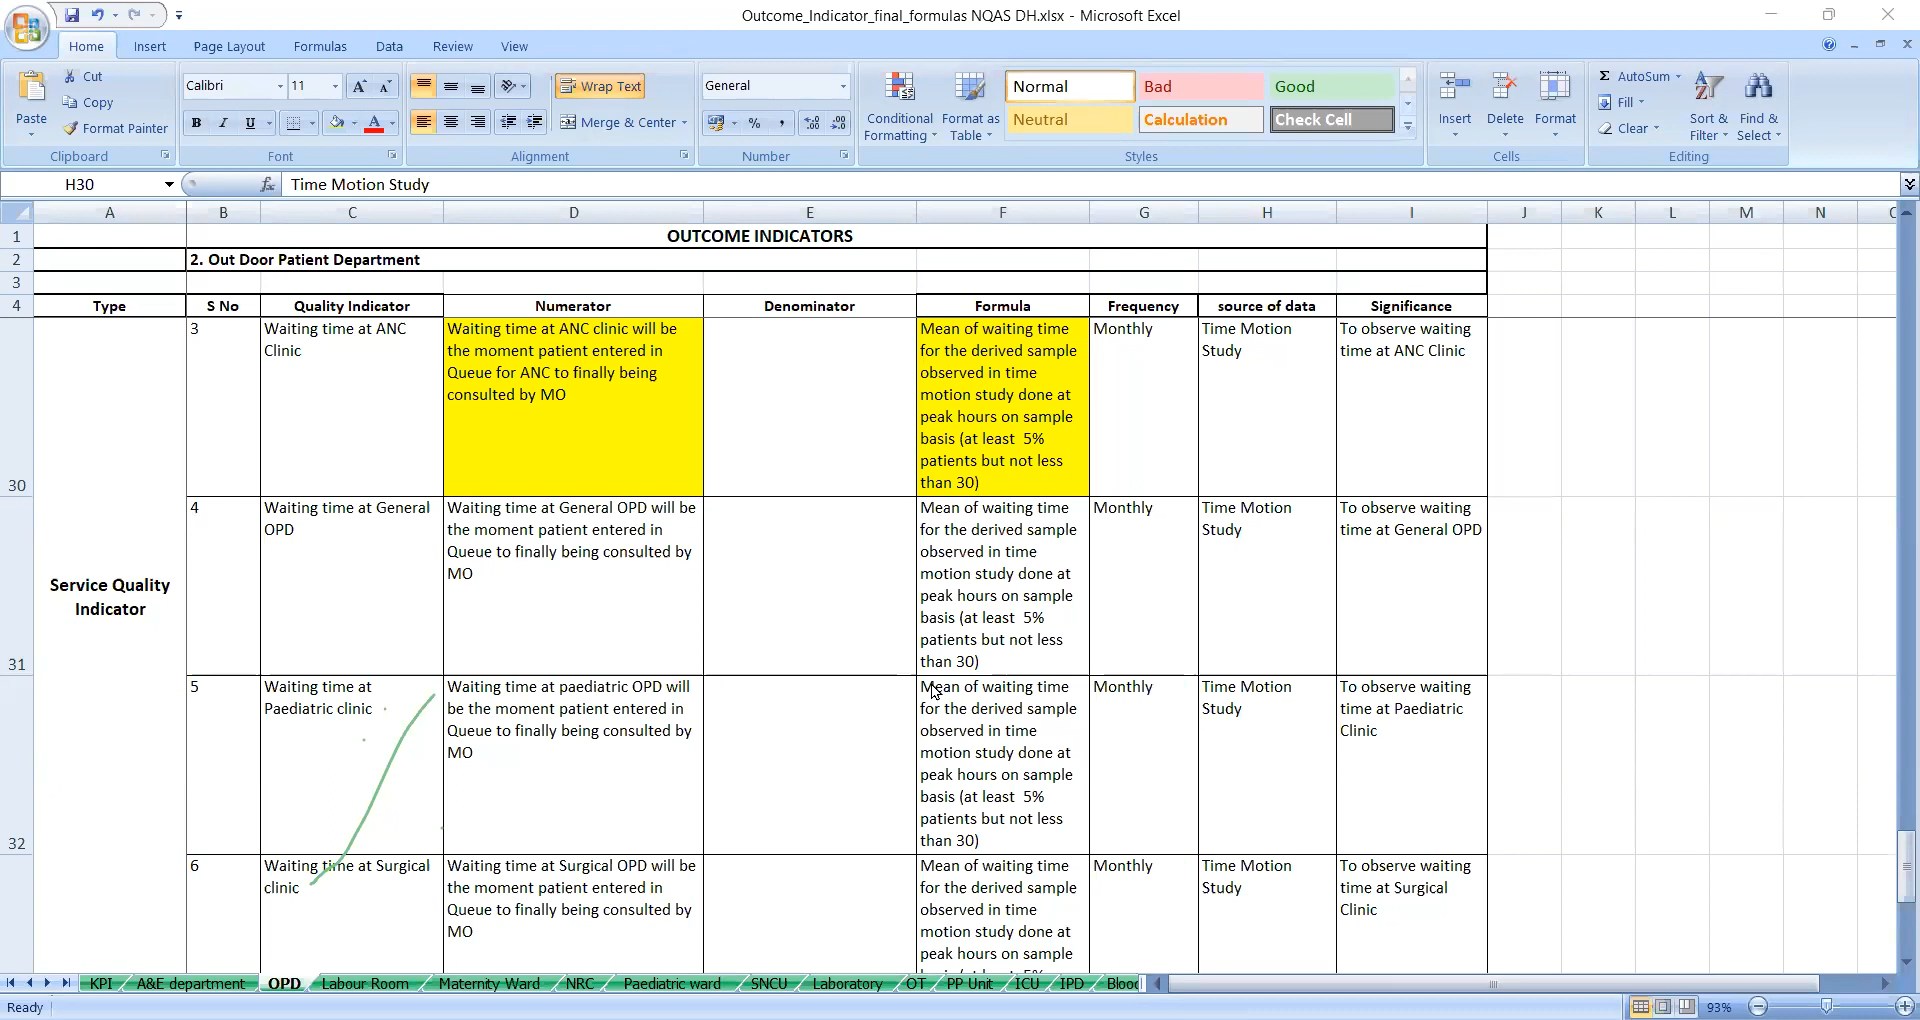 Outcome_Indicator_final_formulas NQAS DH.xlsx - Microsoft Excel
Home Insert Page Layout Formulas Data Review View
Paste
Cut
Copy
Format Painter
Clipboard
Calibri 11
B I U
Font
Wrap Text
Merge & Center
Alignment
General
% ,
Number
Conditional Formatting
Format as Table
Normal Bad Good
Neutral Calculation Check Cell
Styles
Insert Delete Format
Cells
Σ AutoSum
Fill
Clear
Sort & Filter
Find & Select
Editing
H30 fx Time Motion Study
A B C D E F G H I J K L M N
1 OUTCOME INDICATORS
2 2. Out Door Patient Department
3
4 Type S No Quality Indicator Numerator Denominator Formula Frequency source of data Significance
Service Quality
Indicator
30
3
Waiting time at ANC
Clinic
Waiting time at ANC clinic will be
the moment patient entered in
Queue for ANC to finally being
consulted by MO
Mean of waiting time
for the derived sample
observed in time
motion study done at
peak hours on sample
basis (at least 5%
patients but not less
than 30)
Monthly
Time Motion
Study
To observe waiting
time at ANC Clinic
31
4
Waiting time at General
OPD
Waiting time at General OPD will be
the moment patient entered in
Queue to finally being consulted by
MO
Mean of waiting time
for the derived sample
observed in time
motion study done at
peak hours on sample
basis (at least 5%
patients but not less
than 30)
Monthly
Time Motion
Study
To observe waiting
time at General OPD
32
5
Waiting time at
Paediatric clinic
Waiting time at paediatric OPD will
be the moment patient entered in
Queue to finally being consulted by
MO
Mean of waiting time
for the derived sample
observed in time
motion study done at
peak hours on sample
basis (at least 5%
patients but not less
than 30)
Monthly
Time Motion
Study
To observe waiting
time at Paediatric
Clinic
6
Waiting time at Surgical
clinic
Waiting time at Surgical OPD will be
the moment patient entered in
Queue to finally being consulted by
MO
Mean of waiting time
for the derived sample
observed in time
motion study done at
peak hours on sample
Monthly
Time Motion
Study
To observe waiting
time at Surgical
Clinic
KPI A&E department OPD Labour Room Maternity Ward NRC Paediatric ward SNCU Laboratory OT PP Unit ICU IPD Blood
Ready 93%